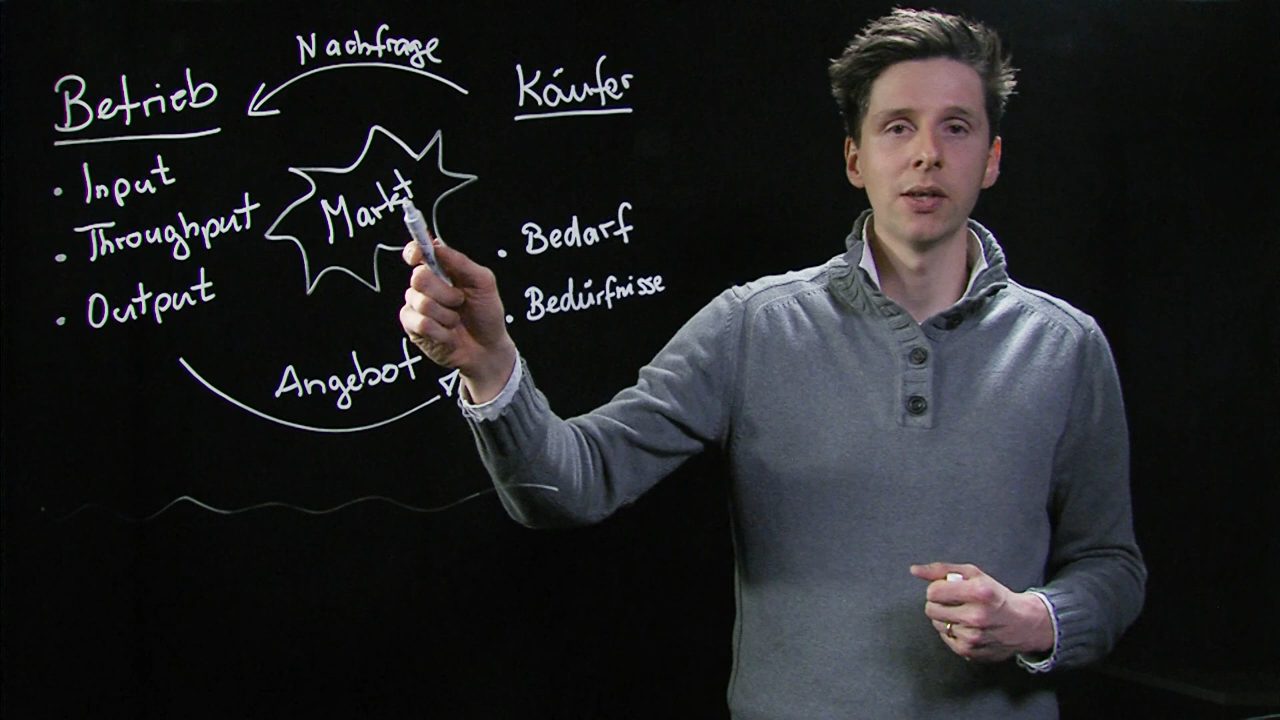 Nachfrage
Betrieb
Käufer
• Input
• Throughput
• Output
Markt
• Bedarf
• Bedürfnisse
Angebot